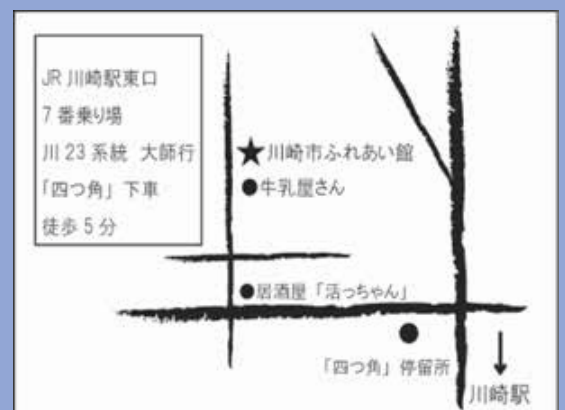 JR 川崎駅東口
7 番乗り場
川 23 系統 大師行
「四つ角」下車
徒歩 5 分
★川崎市ふれあい館
●牛乳屋さん
●居酒屋「活っちゃん」
「四つ角」停留所
川崎駅